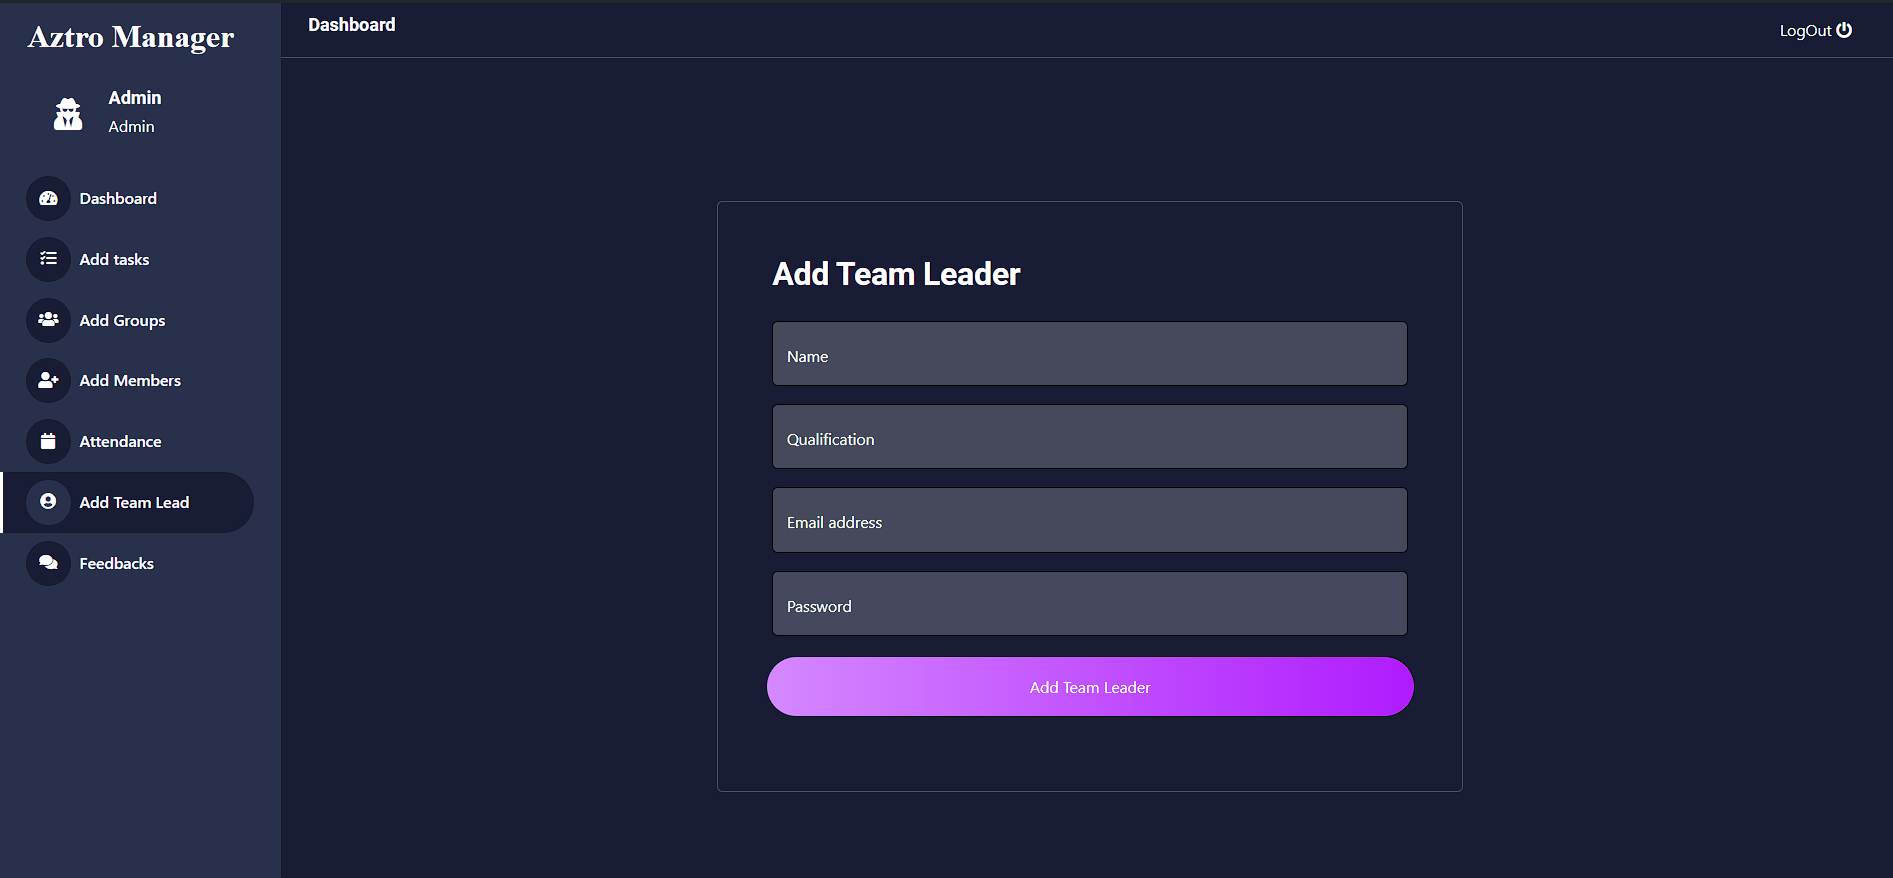 Aztro Manager
Admin
Admin
Dashboard
Add tasks
Add Groups
Add Members
Attendance
Add Team Lead
Feedbacks
Dashboard
LogOut
Add Team Leader
Name
Qualification
Email address
Password
Add Team Leader